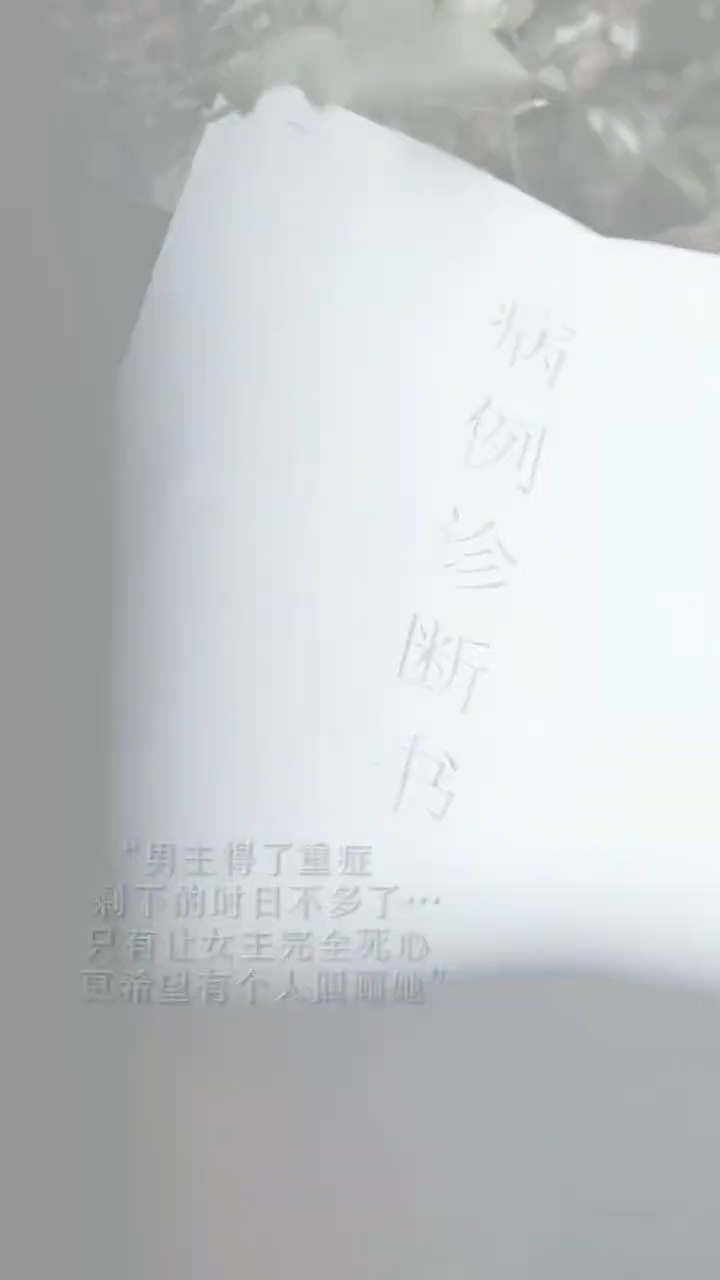 病例诊断书
“男主得了重症
剩下的时日不多了…
只有让女主完全死心
更希望有个人照顾她”